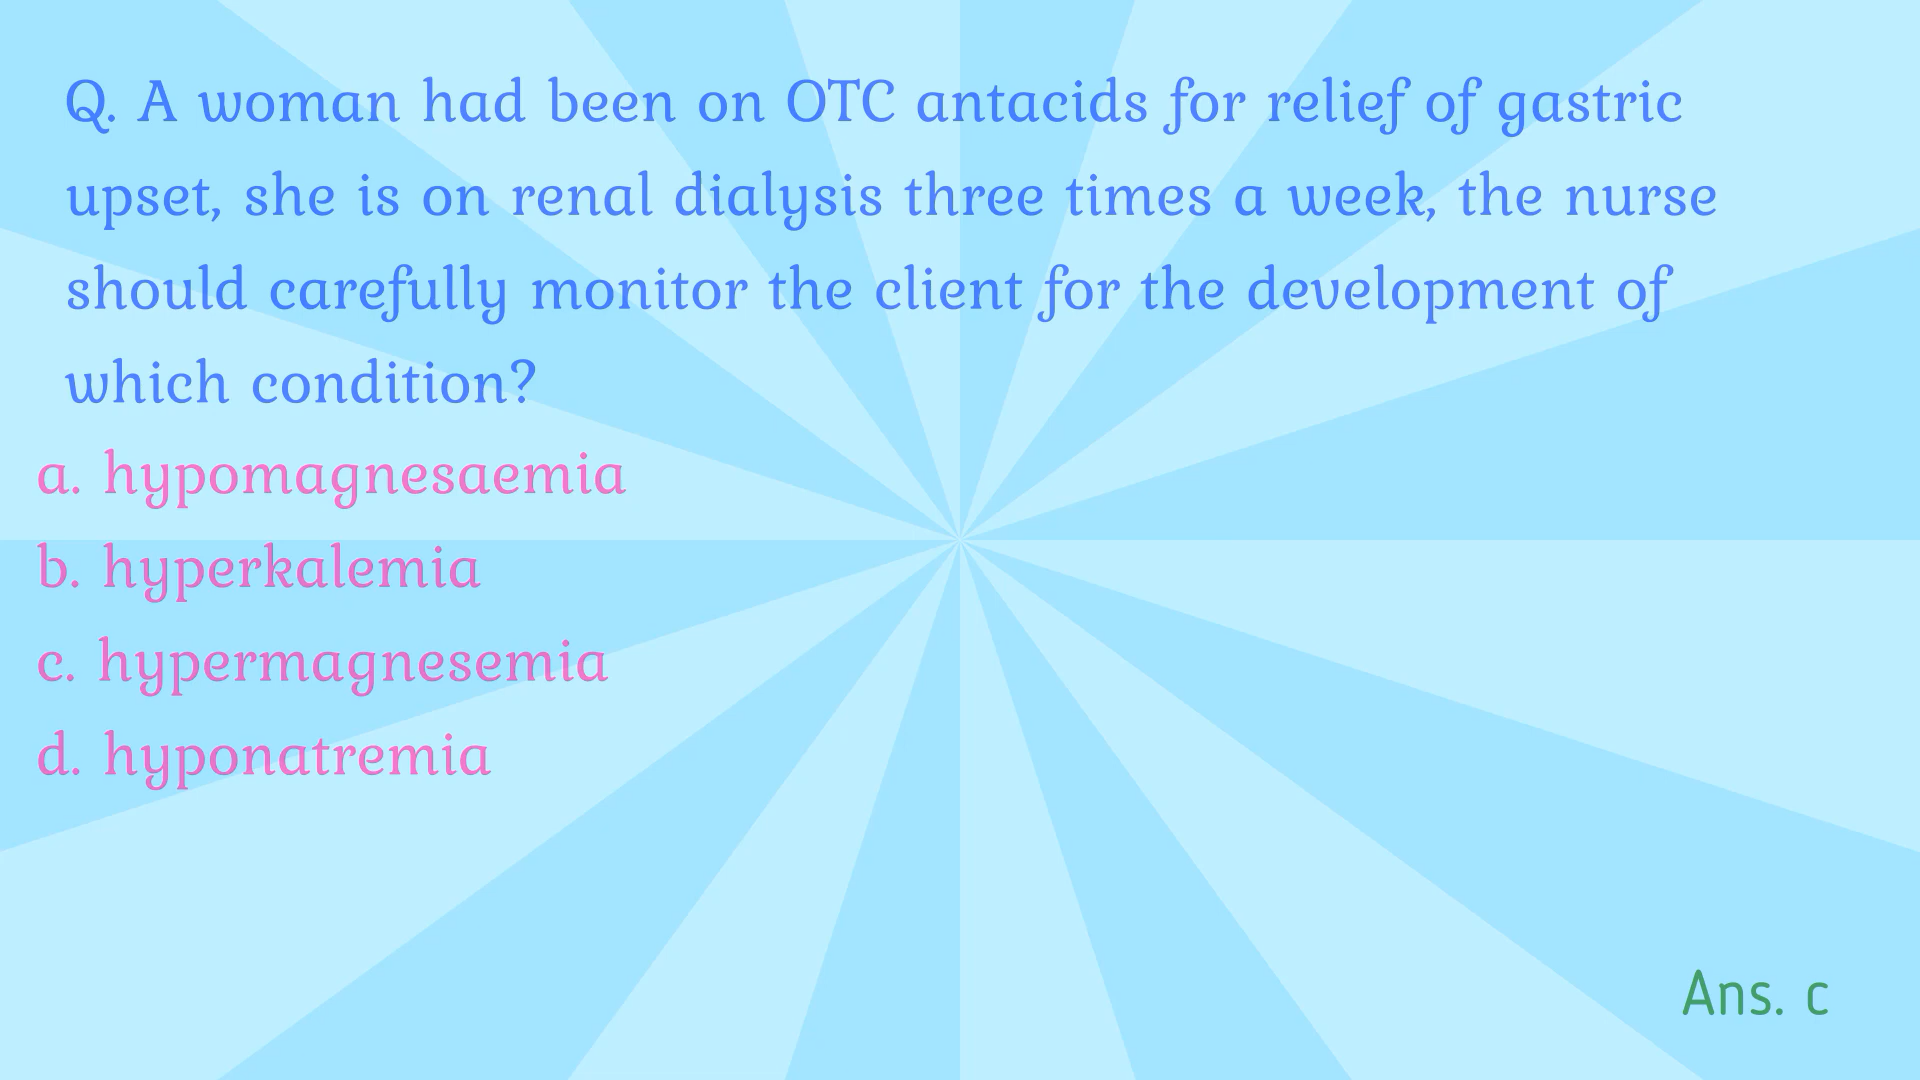 Q. A woman had been on OTC antacids for relief of gastric
upset, she is on renal dialysis three times a week, the nurse
should carefully monitor the client for the development of
which condition?
a. hypomagnesaemia
b. hyperkalemia
c. hypermagnesemia
d. hyponatremia
Ans. c